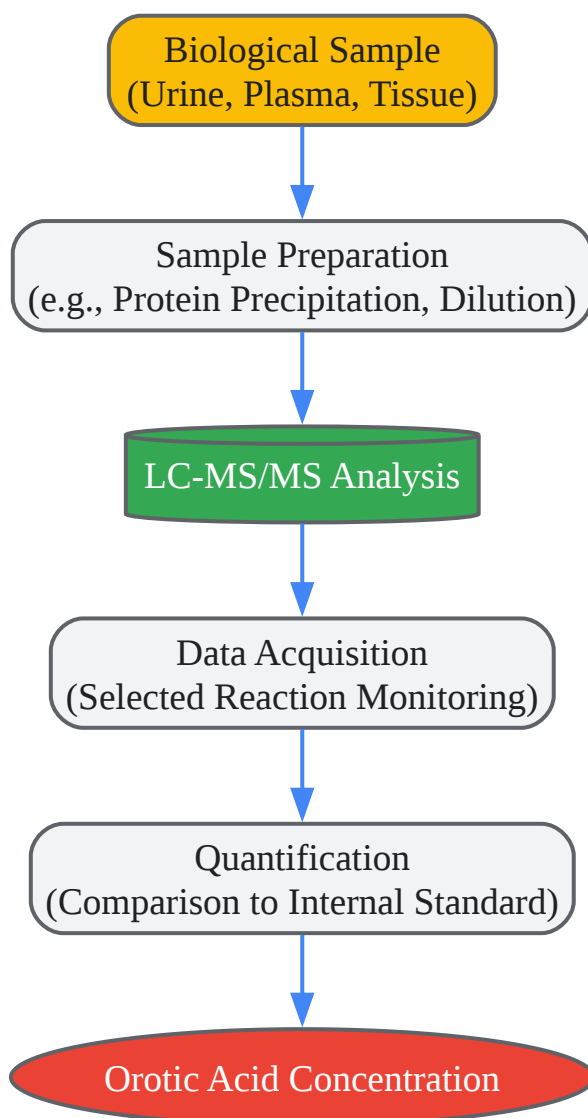 Biological Sample
(Urine, Plasma, Tissue)
Sample Preparation
(e.g., Protein Precipitation, Dilution)
LC-MS/MS Analysis
Data Acquisition
(Selected Reaction Monitoring)
Quantification
(Comparison to Internal Standard)
Orotic Acid Concentration